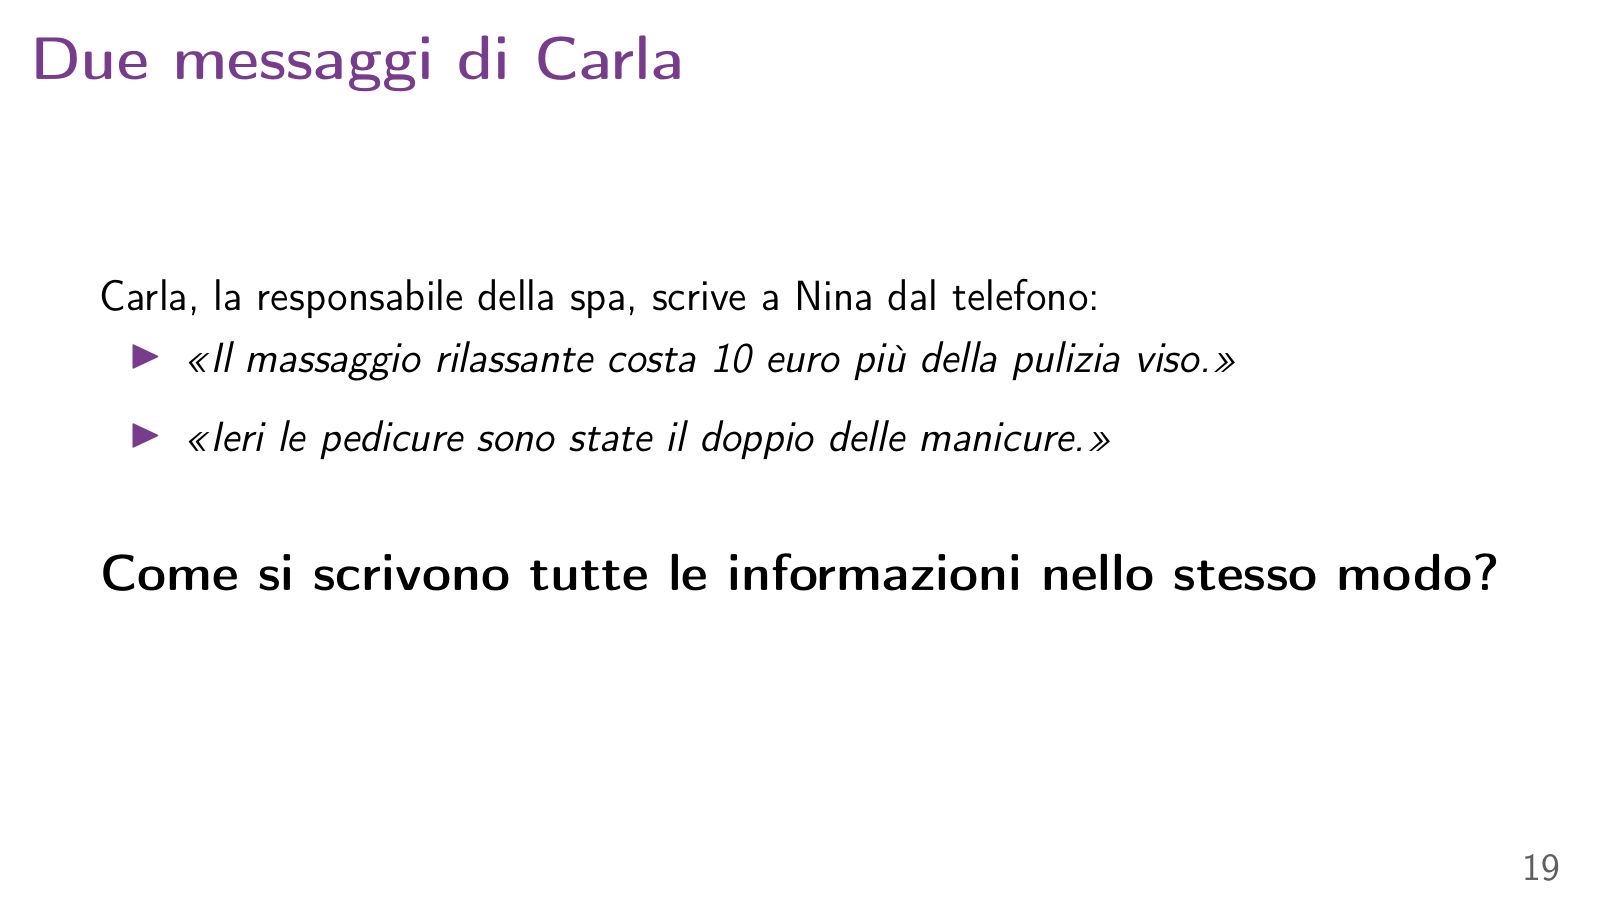 Due messaggi di Carla
Carla, la responsabile della spa, scrive a Nina dal telefono:
▶ «Il massaggio rilassante costa 10 euro più della pulizia viso.»
▶ «Ieri le pedicure sono state il doppio delle manicure.»
Come si scrivono tutte le informazioni nello stesso modo?
19